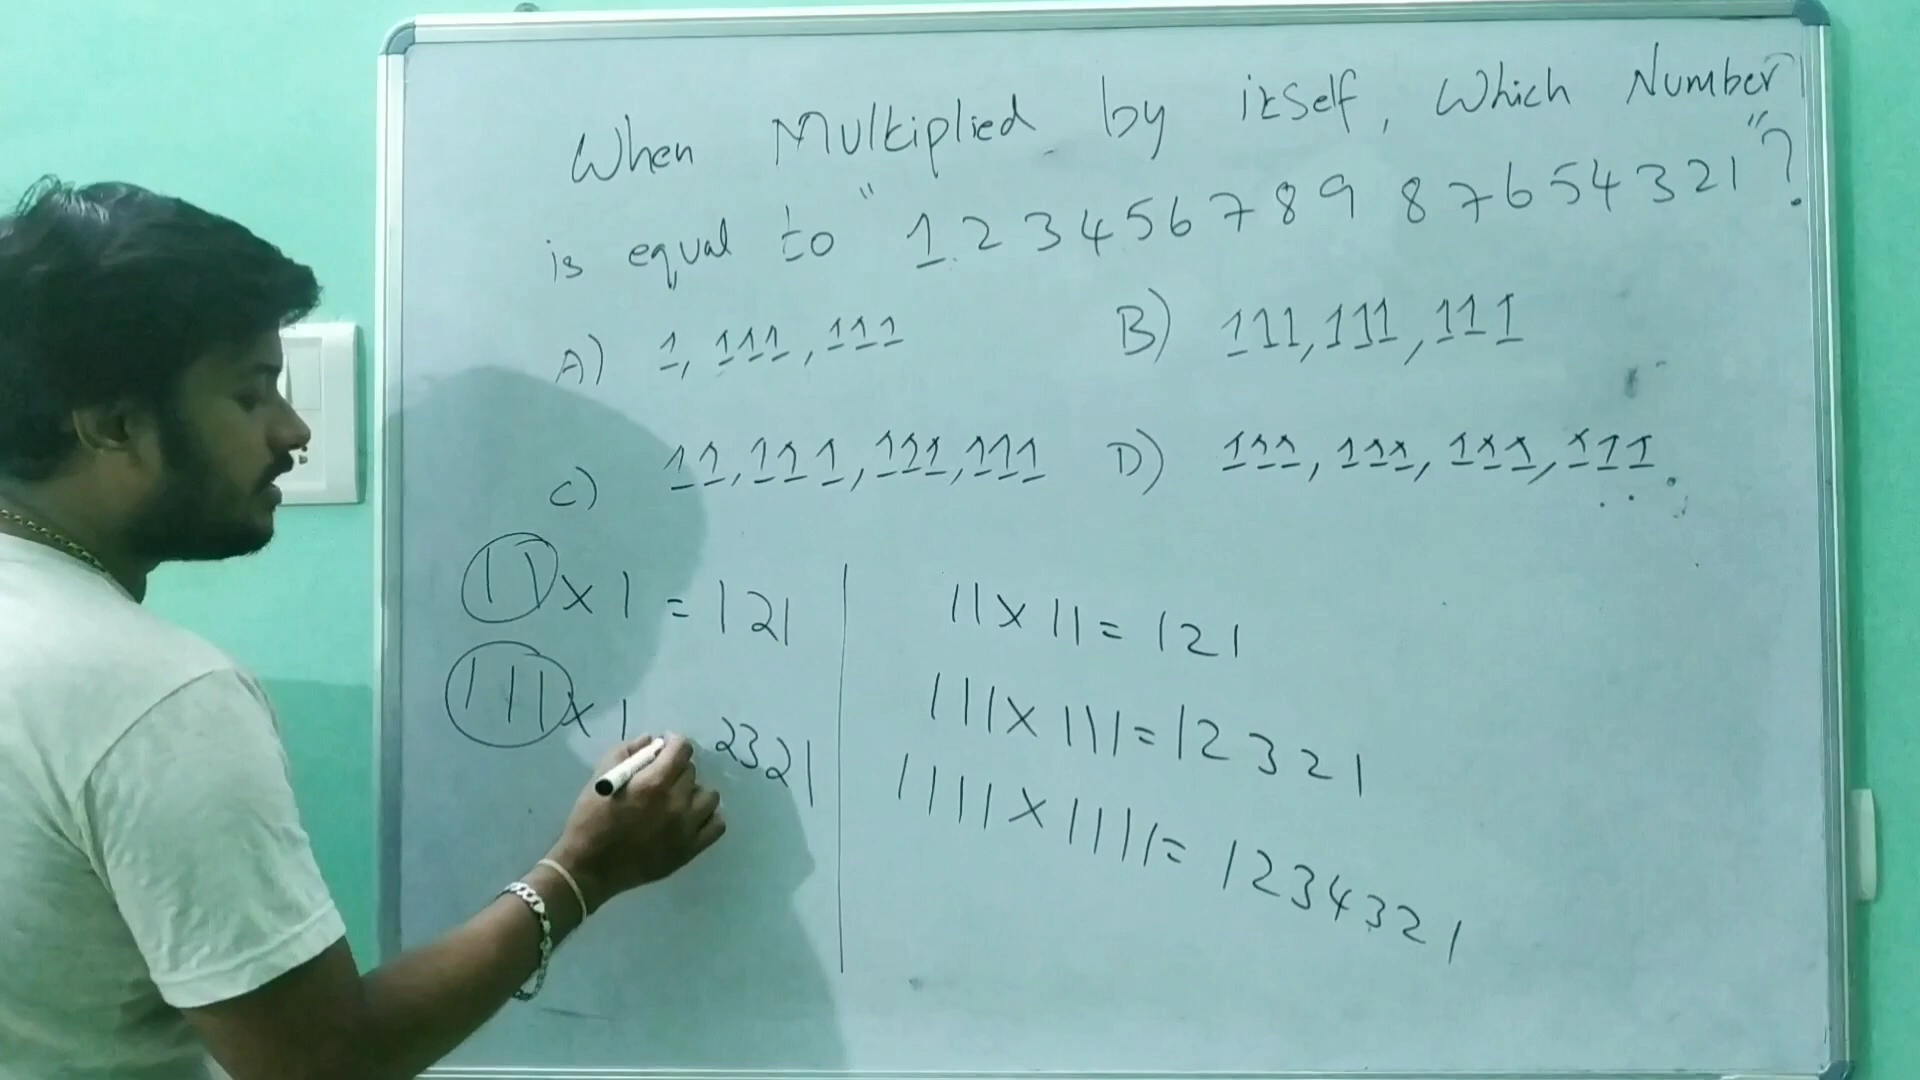 When Multiplied by itself, Which Number
is equal to "12345678987654321"?
A) 1,111,111
B) 111,111,111
C) 11,111,111,111
D) 111,111,111,111.
11 x 1 = 121
111 x 1 2321
11 x 11 = 121
111 x 111 = 12321
1111 x 1111 = 1234321